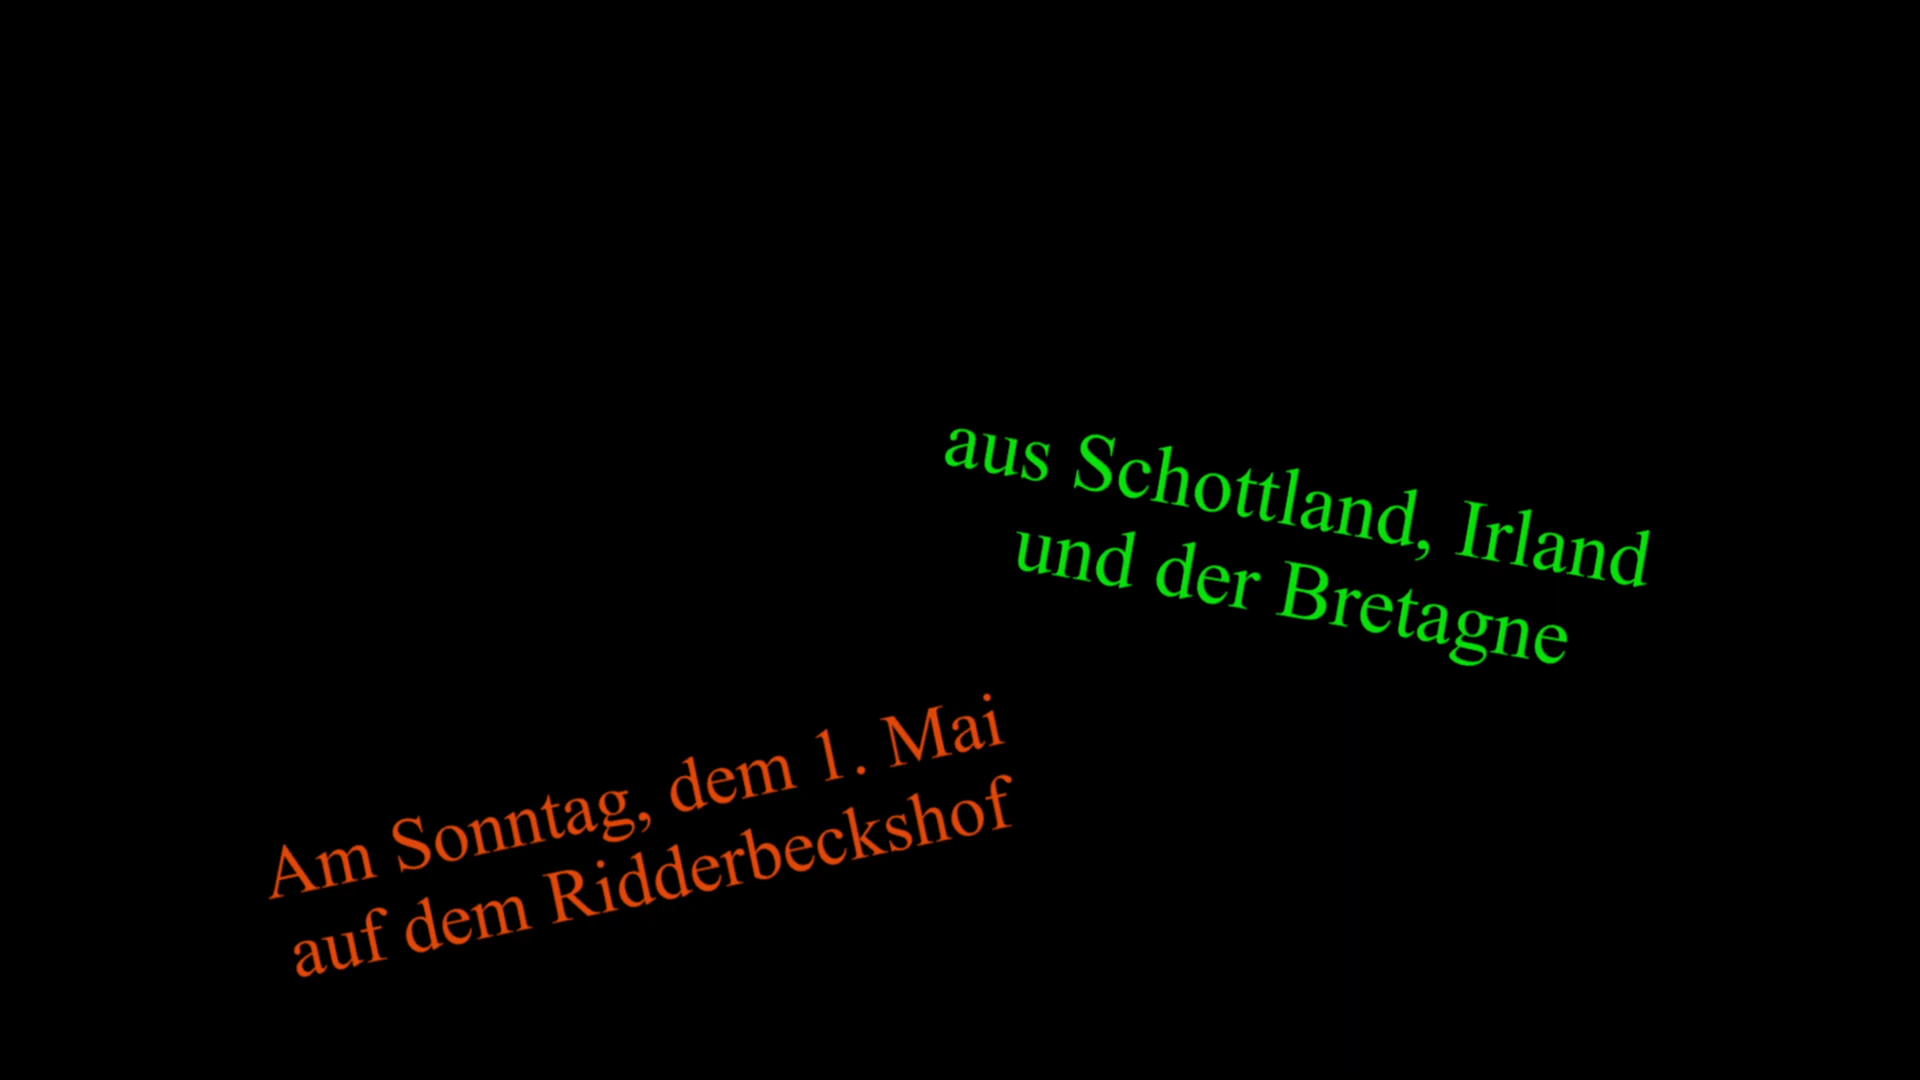 aus Schottland, Irland
und der Bretagne
Am Sonntag, dem 1. Mai
auf dem Ridderbeckshof